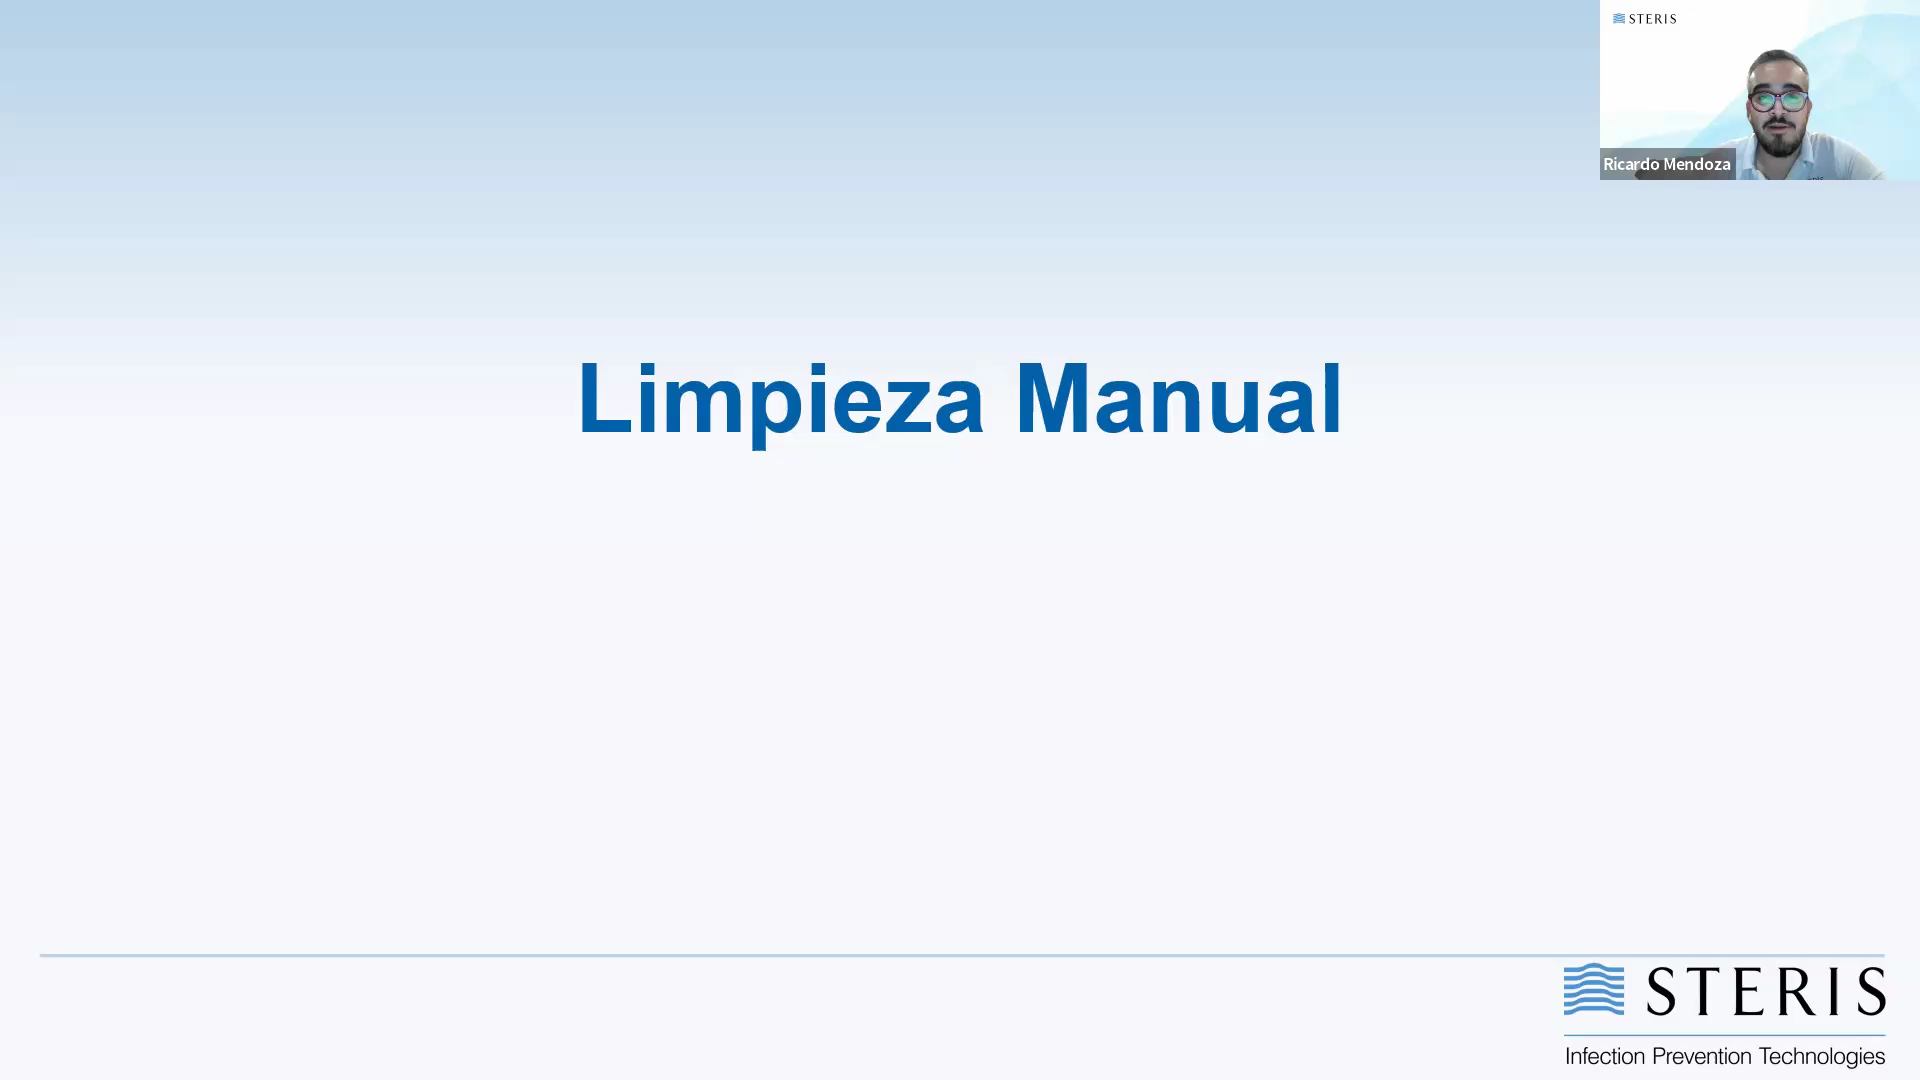 STERIS
Ricardo Mendoza
Limpieza Manual
STERIS
Infection Prevention Technologies